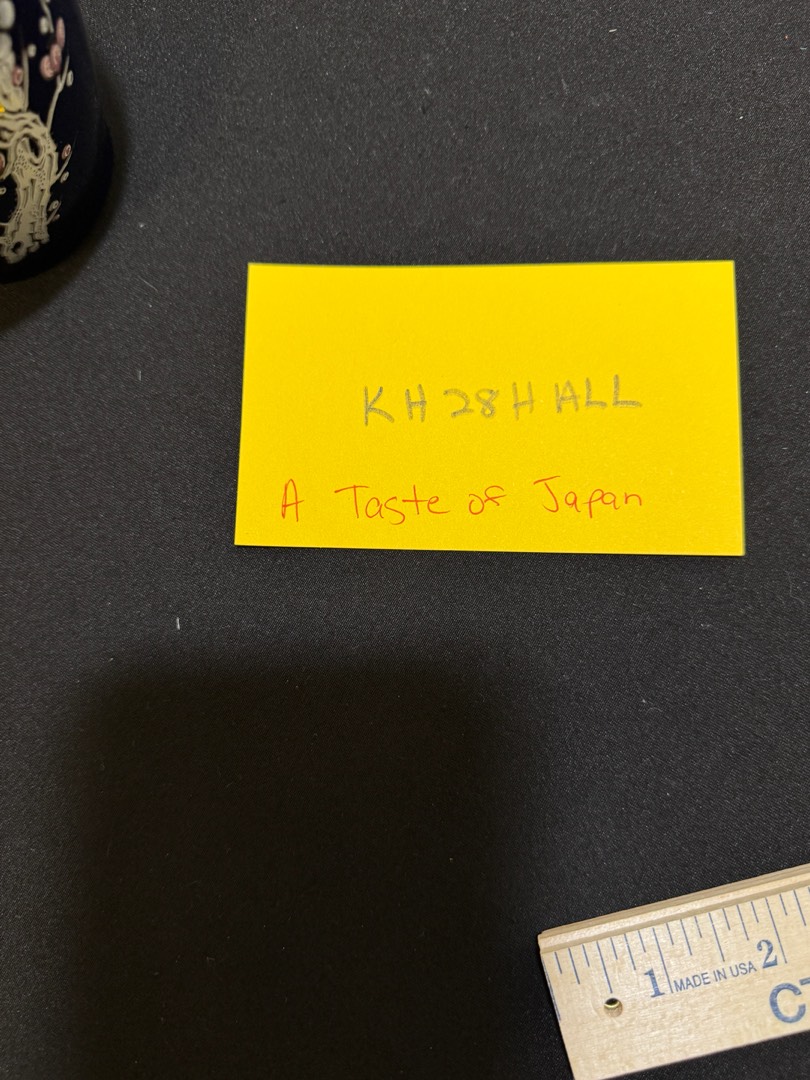 KH28HALL
A Taste of Japan
1 MADE IN USA 2